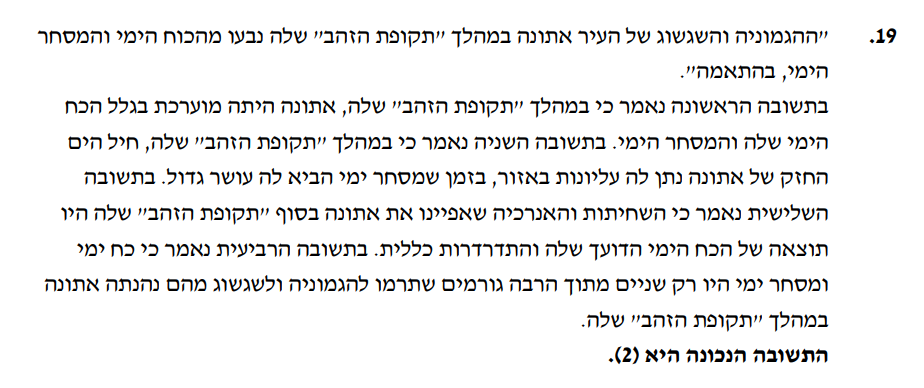 19. "ההגמוניה והשגשוג של העיר אתונה במהלך "תקופת הזהב" שלה נבעו מהכוח הימי והמסחר
הימי, בהתאמה".
בתשובה הראשונה נאמר כי במהלך "תקופת הזהב" שלה, אתונה היתה מוערכת בגלל הכח
הימי שלה והמסחר הימי. בתשובה השניה נאמר כי במהלך "תקופת הזהב" שלה, חיל הים
החזק של אתונה נתן לה עליונות באזור, בזמן שמסחר ימי הביא לה עושר גדול. בתשובה
השלישית נאמר כי השחיתות והאנרכיה שאפיינו את אתונה בסוף "תקופת הזהב" שלה היו
תוצאה של הכח הימי הדועך שלה והתדרדרות כללית. בתשובה הרביעית נאמר כי כח ימי
ומסחר ימי היו רק שניים מתוך הרבה גורמים שתרמו להגמוניה ולשגשוג מהם נהנתה אתונה
במהלך "תקופת הזהב" שלה.
התשובה הנכונה היא (2).